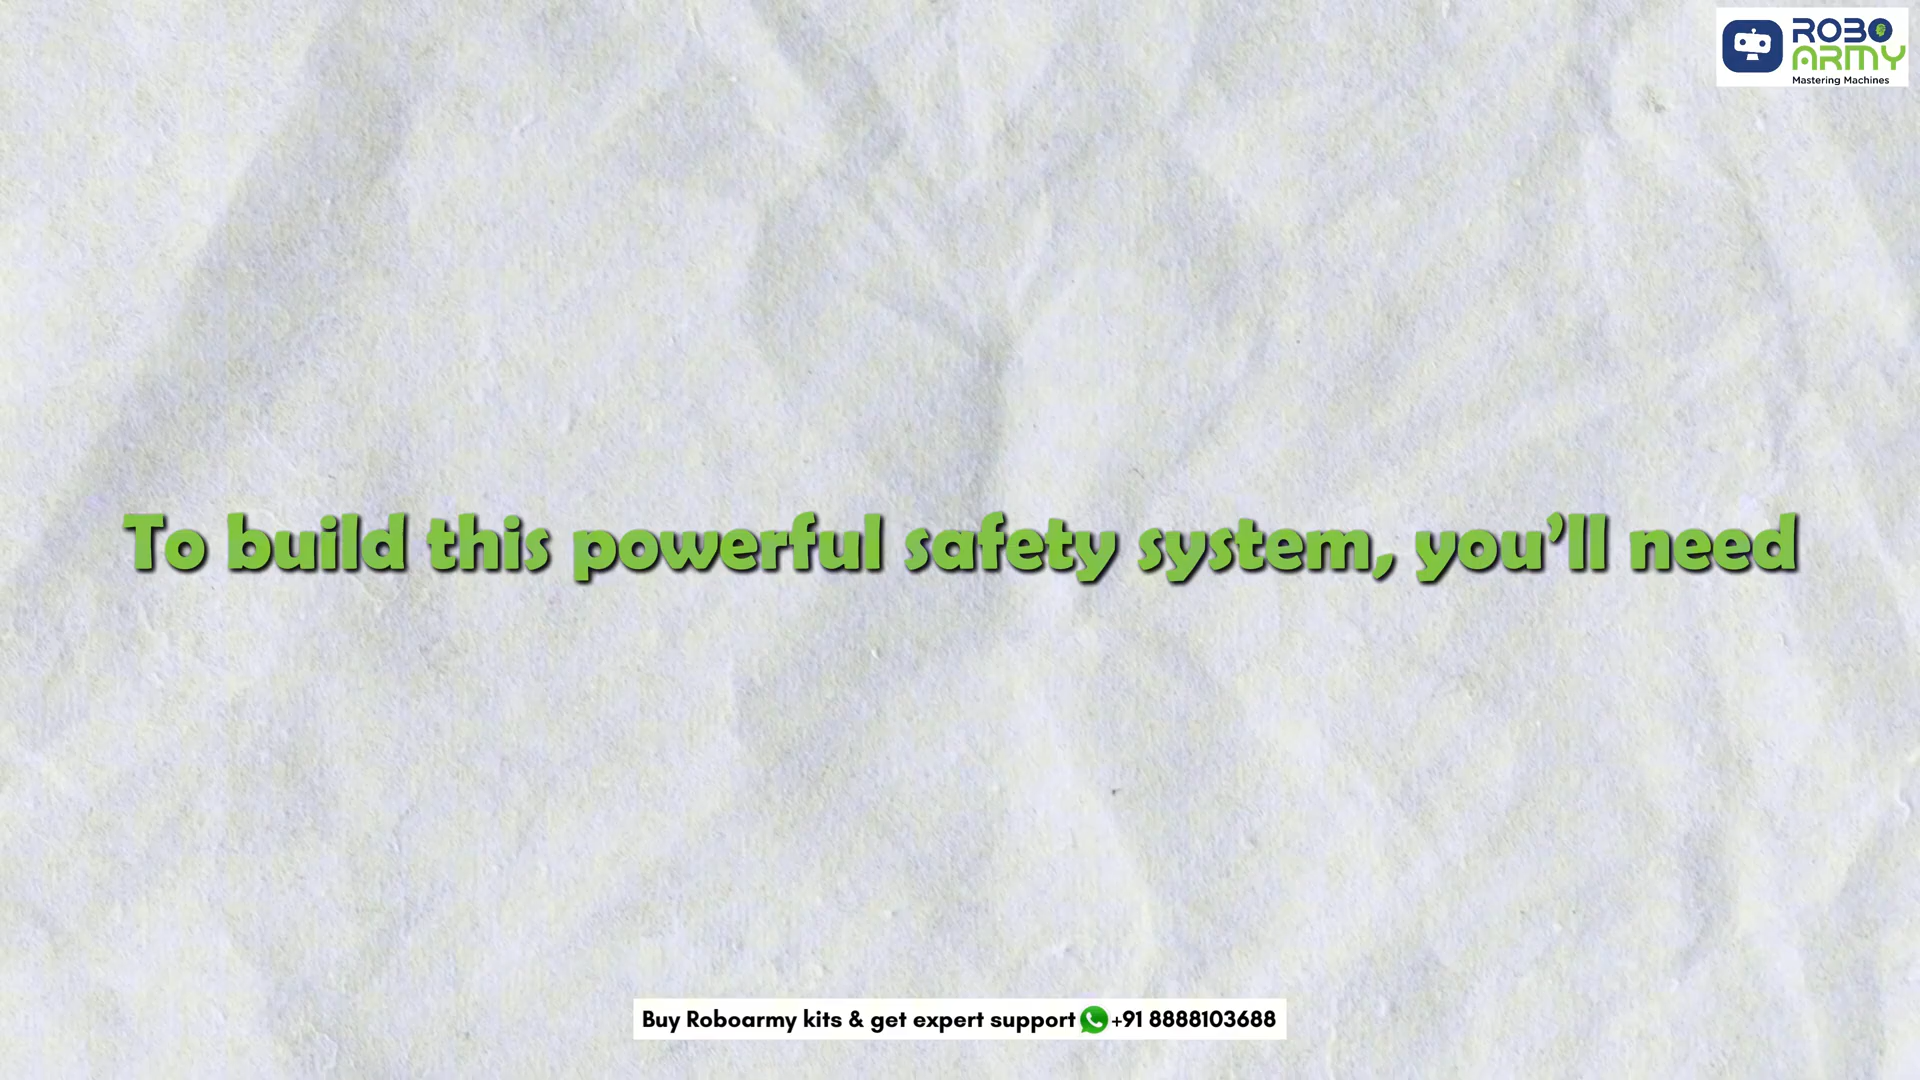 ROBO
ARMY
Mastering Machines
To build this powerful safety system, you’ll need
Buy Roboarmy kits & get expert support +91 8888103688